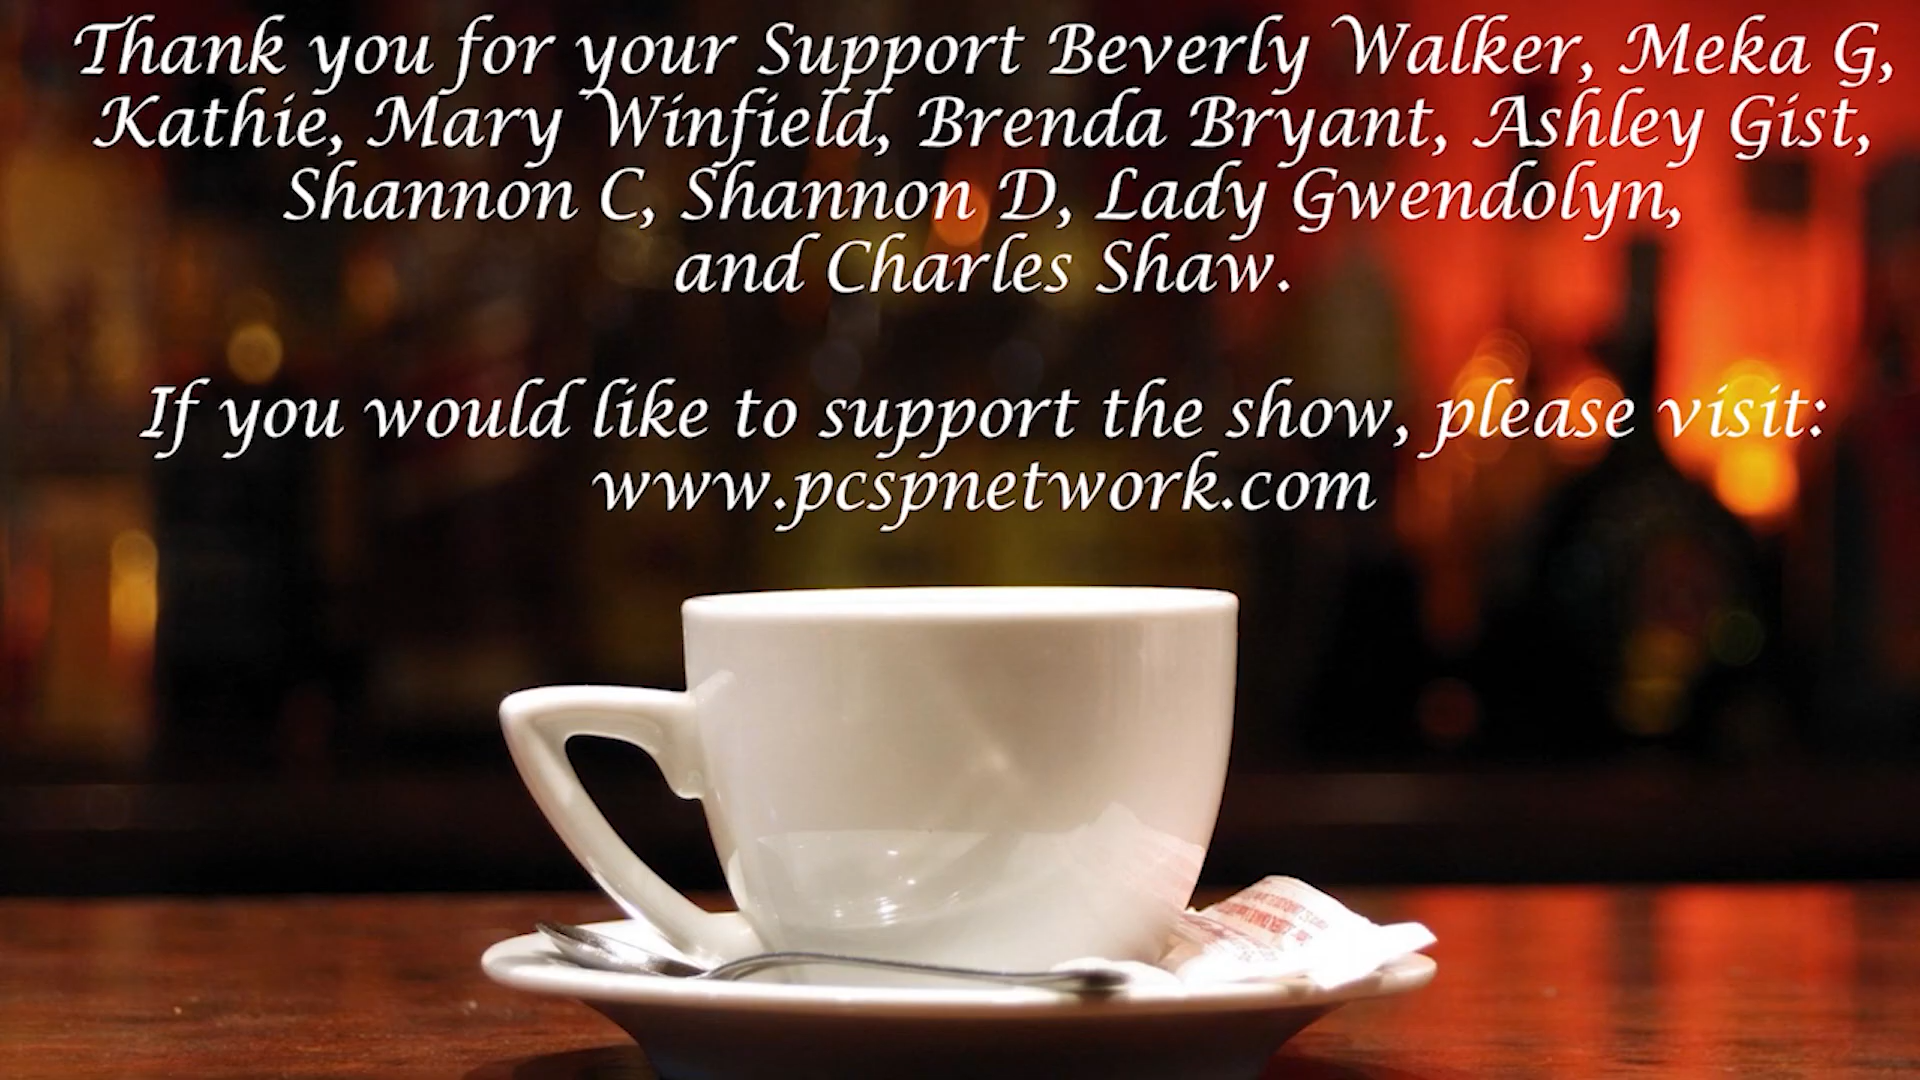 Thank you for your Support Beverly Walker, Meka G,
Kathie, Mary Winfield, Brenda Bryant, Ashley Gist,
Shannon C, Shannon D, Lady Gwendolyn,
and Charles Shaw.
If you would like to support the show, please visit:
www.pcspnetwork.com